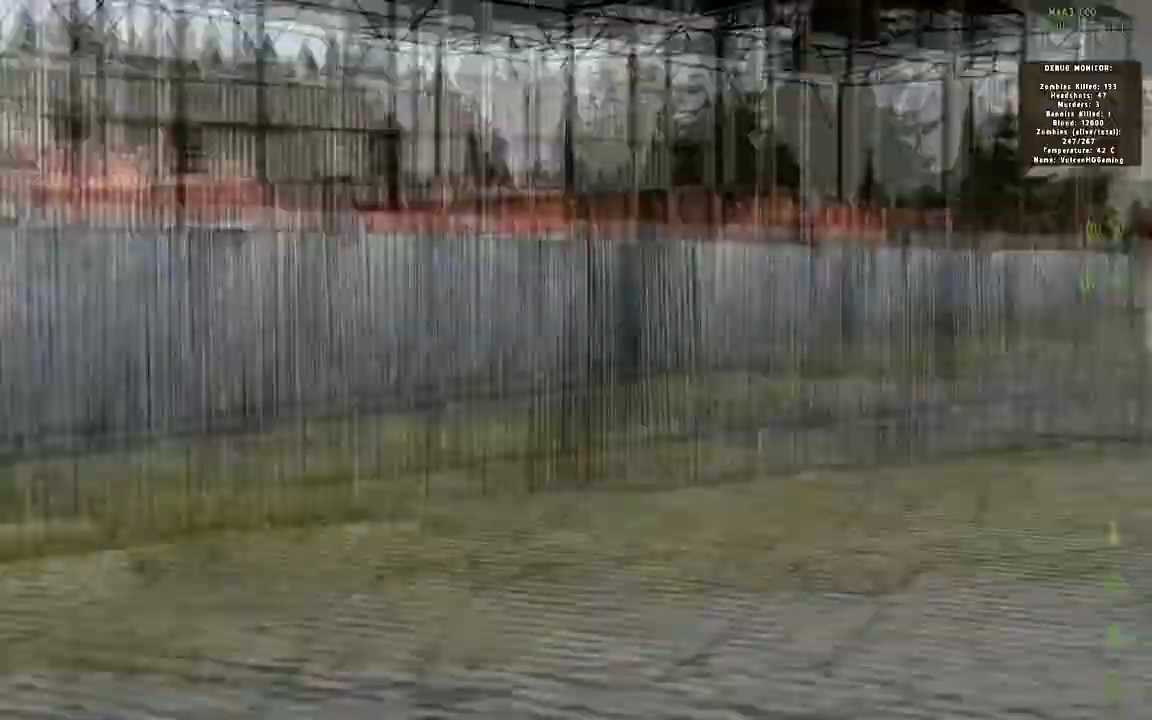 DEBUG MONITOR:
Zombies Killed: 133
Headshots: 47
Murders: 3
Bandits Killed: 1
Blood: 12000
Zombies (alive/total):
247/267
Temperature: 42 C
Name: VulcanHDGaming